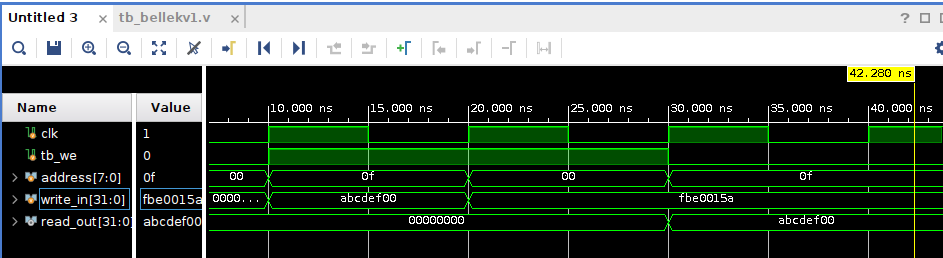 Untitled 3 × tb_bellekv1.v ×
?
42.280 ns
Name Value
10.000 ns 15.000 ns 20.000 ns 25.000 ns 30.000 ns 35.000 ns 40.000 ns
clk 1
tb_we 0
address[7:0] 0f 00 0f 00 0f
write_in[31:0] fbe0015a 0000... abcdef00 fbe0015a
read_out[31:0] abcdef00 00000000 abcdef00